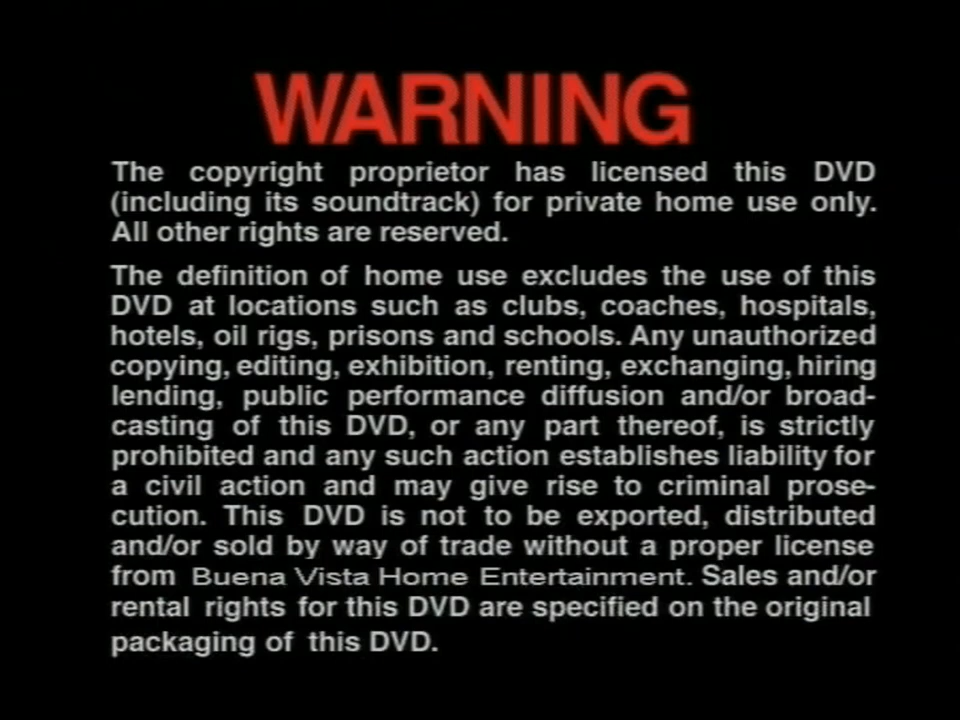 WARNING
The copyright proprietor has licensed this DVD
(including its soundtrack) for private home use only.
All other rights are reserved.
The definition of home use excludes the use of this
DVD at locations such as clubs, coaches, hospitals,
hotels, oil rigs, prisons and schools. Any unauthorized
copying, editing, exhibition, renting, exchanging, hiring
lending, public performance diffusion and/or broad-
casting of this DVD, or any part thereof, is strictly
prohibited and any such action establishes liability for
a civil action and may give rise to criminal prose-
cution. This DVD is not to be exported, distributed
and/or sold by way of trade without a proper license
from Buena Vista Home Entertainment. Sales and/or
rental rights for this DVD are specified on the original
packaging of this DVD.